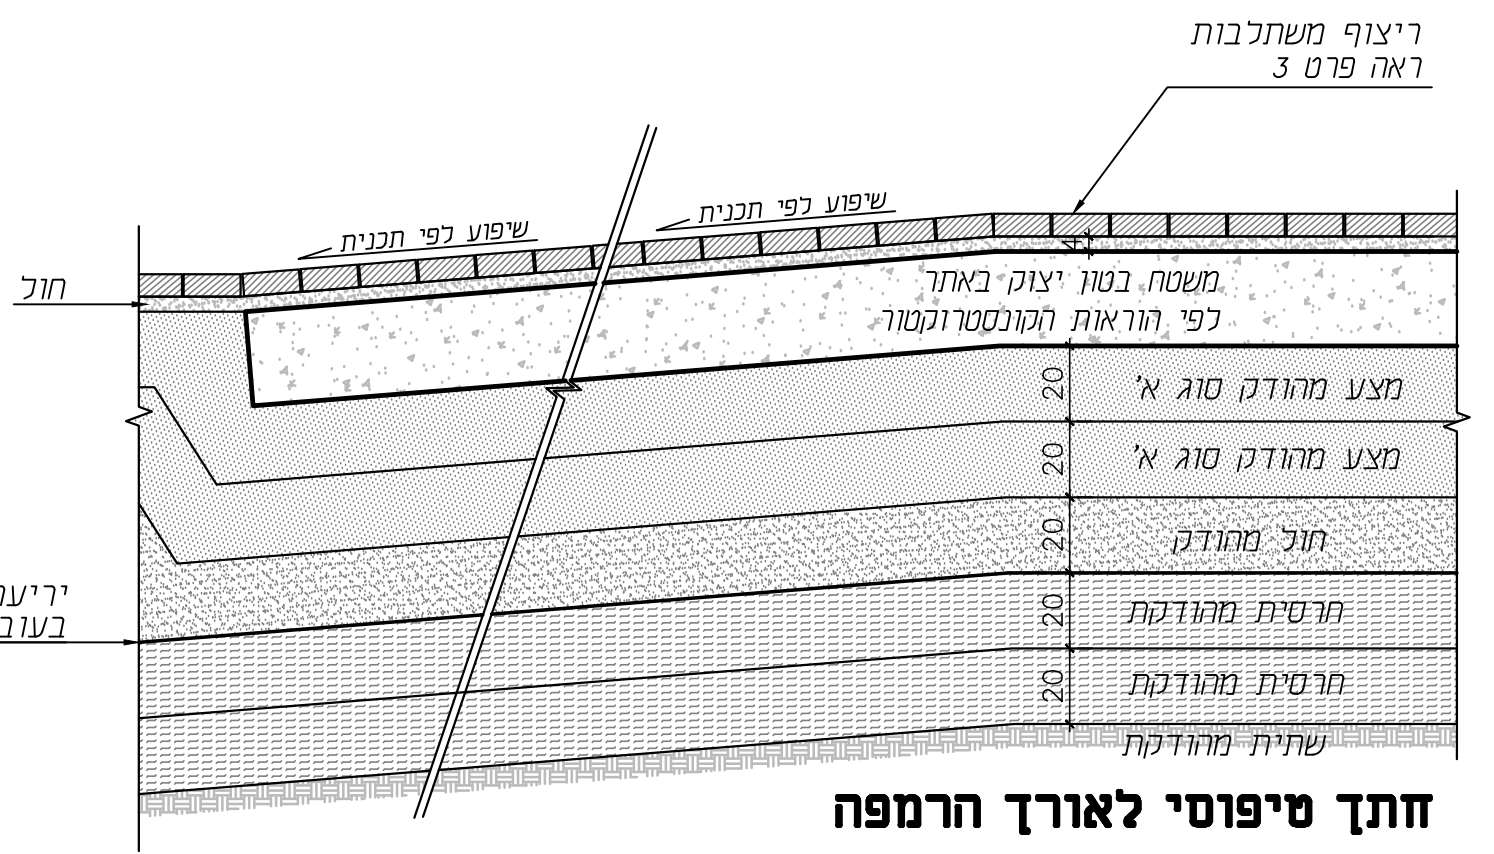 ריצוף משתלבות
ראה פרט 3
שיפוע לפי תכנית
שיפוע לפי תכנית
4
חול
משטח בטון יצוק באתר
לפי הוראות הקונסטרוקטור
20
מצע מהודק סוג א'
20
מצע מהודק סוג א'
20
חול מהודק
20
חרסית מהודקת
20
חרסית מהודקת
שתית מהודקת
חתך טיפוסי לאורך הרמפה